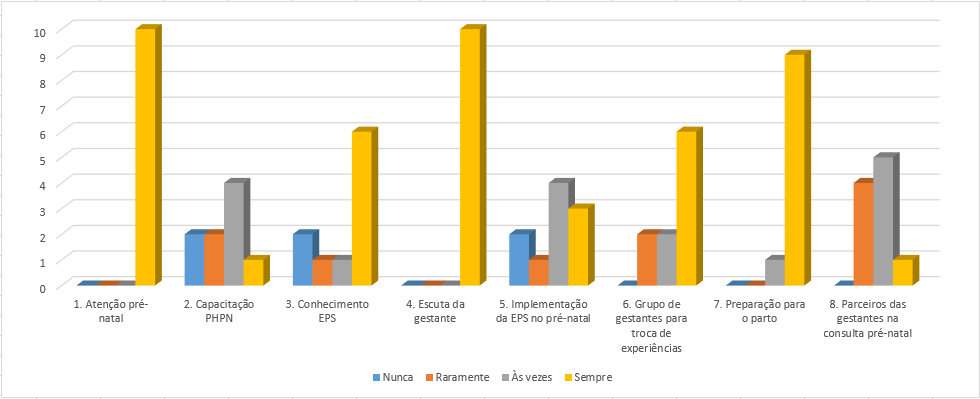 10
9
8
7
6
5
4
3
2
1
0
1. Atenção pré-
natal
2. Capacitação
PHPN
3. Conhecimento
EPS
4. Escuta da
gestante
5. Implementação
da EPS no pré-natal
6. Grupo de
gestantes para
troca de
experiências
7. Preparação para
o parto
8. Parceiros das
gestantes na
consulta pré-natal
Nunca Raramente Às vezes Sempre